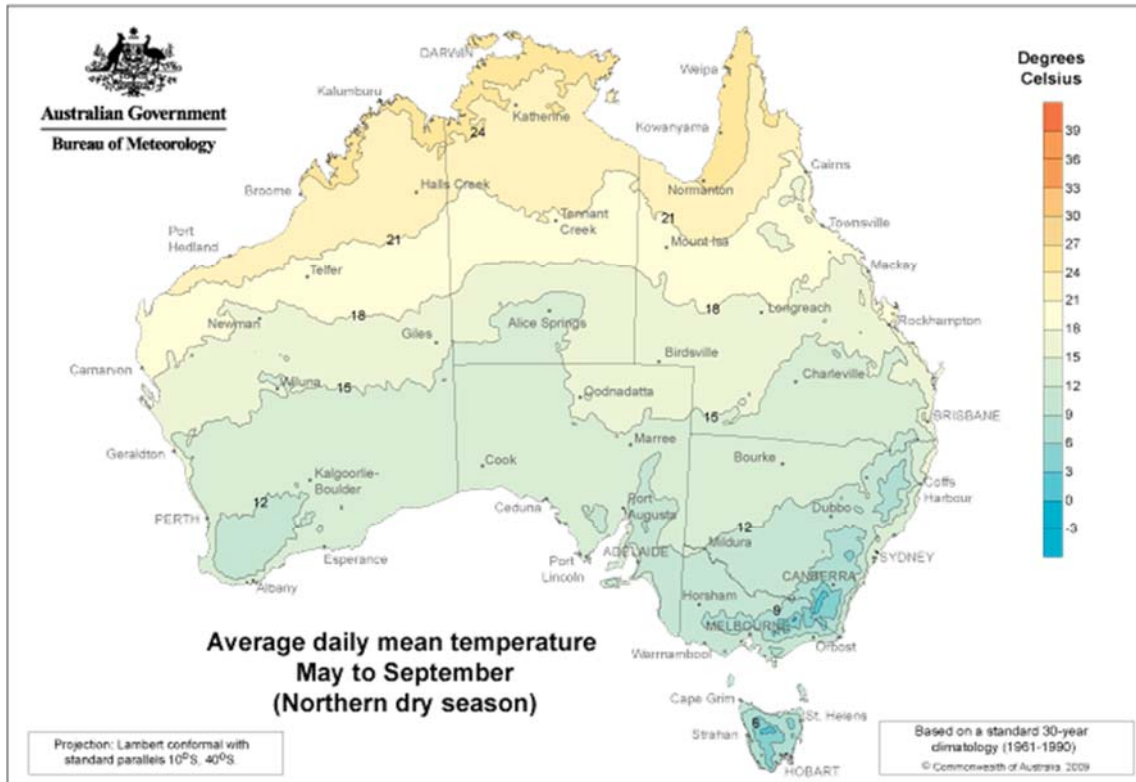 Australian Government
Bureau of Meteorology
Degrees
Celsius
39
36
33
30
27
24
21
18
15
12
9
6
3
0
-3
DARWIN
Weipa
Kalumburu
Katherine
Kowanyama
24
Cairns
Broome
Halls Creek
Normanton
Tennant
Creek
21
Townsville
Port
Hedland
21
Mount Isa
Telfer
Mackay
18
18
Longreach
Newman
Alice Springs
Rockhampton
Giles
Birdsville
Carnarvon
Charleville
Wiluna
15
Oodnadatta
15
BRISBANE
Marree
Geraldton
Cook
Bourke
Kalgoorlie-
Boulder
Coffs
Harbour
12
Ceduna
Port
Augusta
Dubbo
PERTH
12
Mildura
ADELAIDE
SYDNEY
Esperance
Port
Lincoln
CANBERRA
Albany
Horsham
9
MELBOURNE
Orbost
Warrnambool
Average daily mean temperature
May to September
(Northern dry season)
Cape Grim
St. Helens
6
Strahan
HOBART
Projection: Lambert conformal with
standard parallels 10°S, 40°S.
Based on a standard 30-year
climatology (1961-1990)
© Commonwealth of Australia 2009